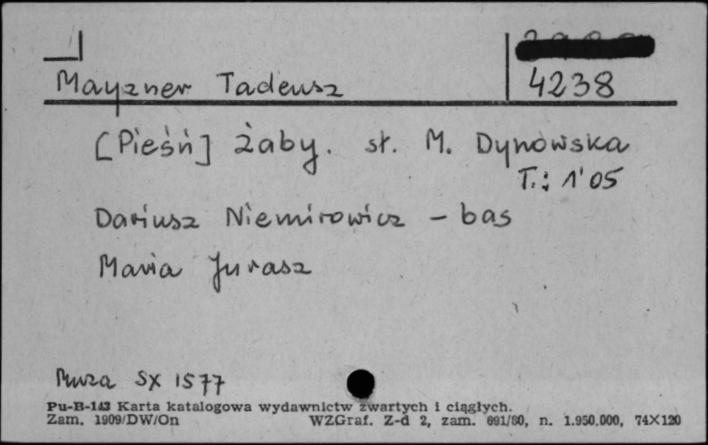 Mayzner Tadeusz
4238
[Pieśń] żaby. sł. M. Dynowska
T.: 1'05
Dariusz Niemirowicz - bas
Maria Jurasz
Muza SX 1577
Pu-B-143 Karta katalogowa wydawnictw zwartych i ciągłych.
Zam. 1909/DW/On WZGraf. Z-d 2, zam. 691/80, n. 1.950.000, 74X120